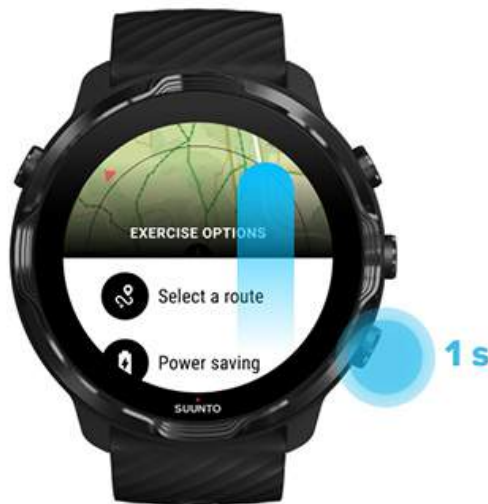 EXERCISE OPTIONS
Select a route
Power saving
SUUNTO
1 s